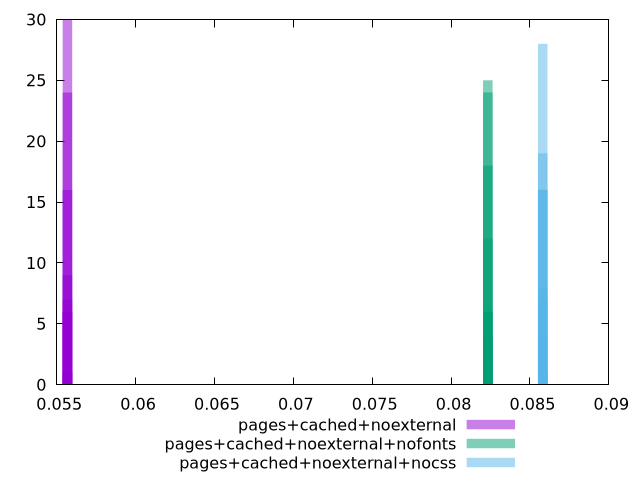 30
25
20
15
10
5
0
0.055 0.06 0.065 0.07 0.075 0.08 0.085 0.09
pages+cached+noexternal
pages+cached+noexternal+nofonts
pages+cached+noexternal+nocss